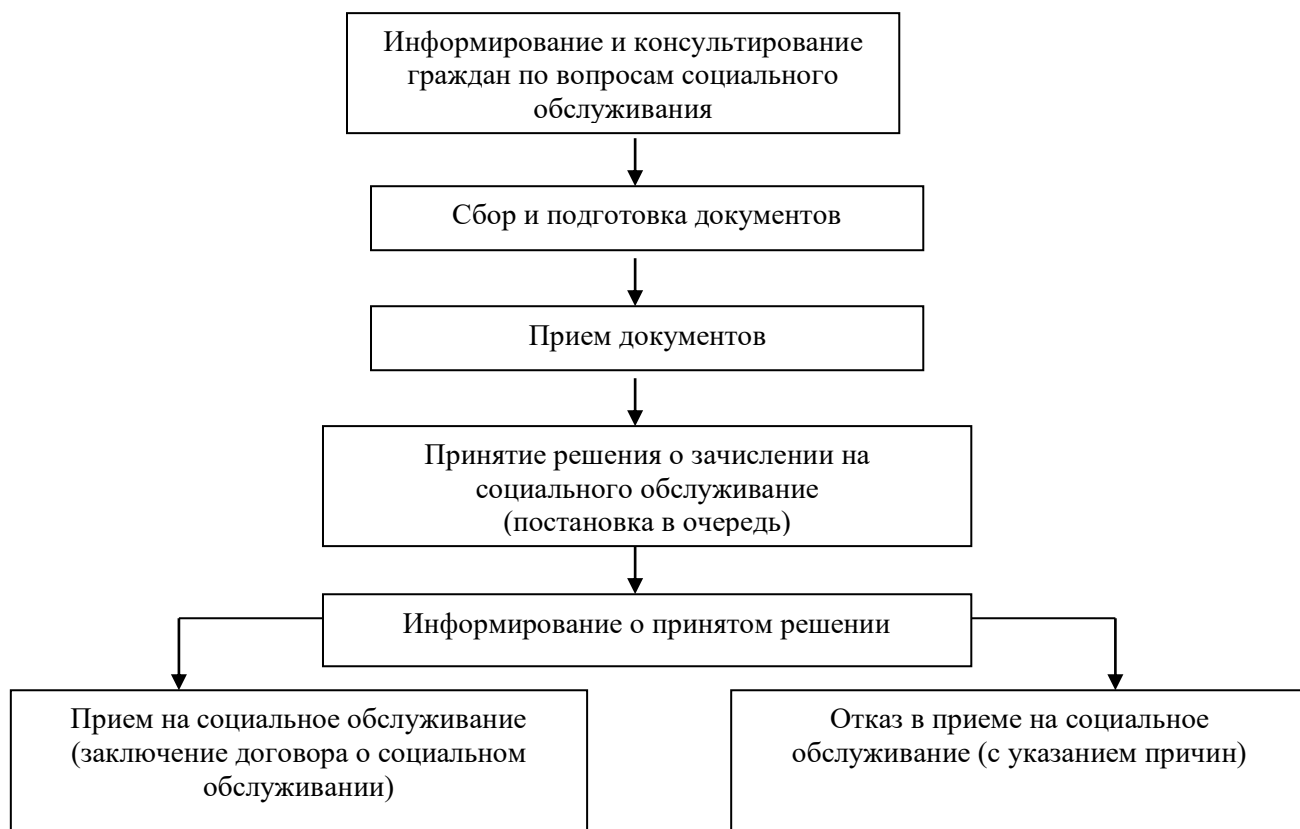 Информирование и консультирование
граждан по вопросам социального
обслуживания
Сбор и подготовка документов
Прием документов
Принятие решения о зачислении на
социального обслуживание
(постановка в очередь)
Информирование о принятом решении
Прием на социальное обслуживание
(заключение договора о социальном
обслуживании)
Отказ в приеме на социальное
обслуживание (с указанием причин)